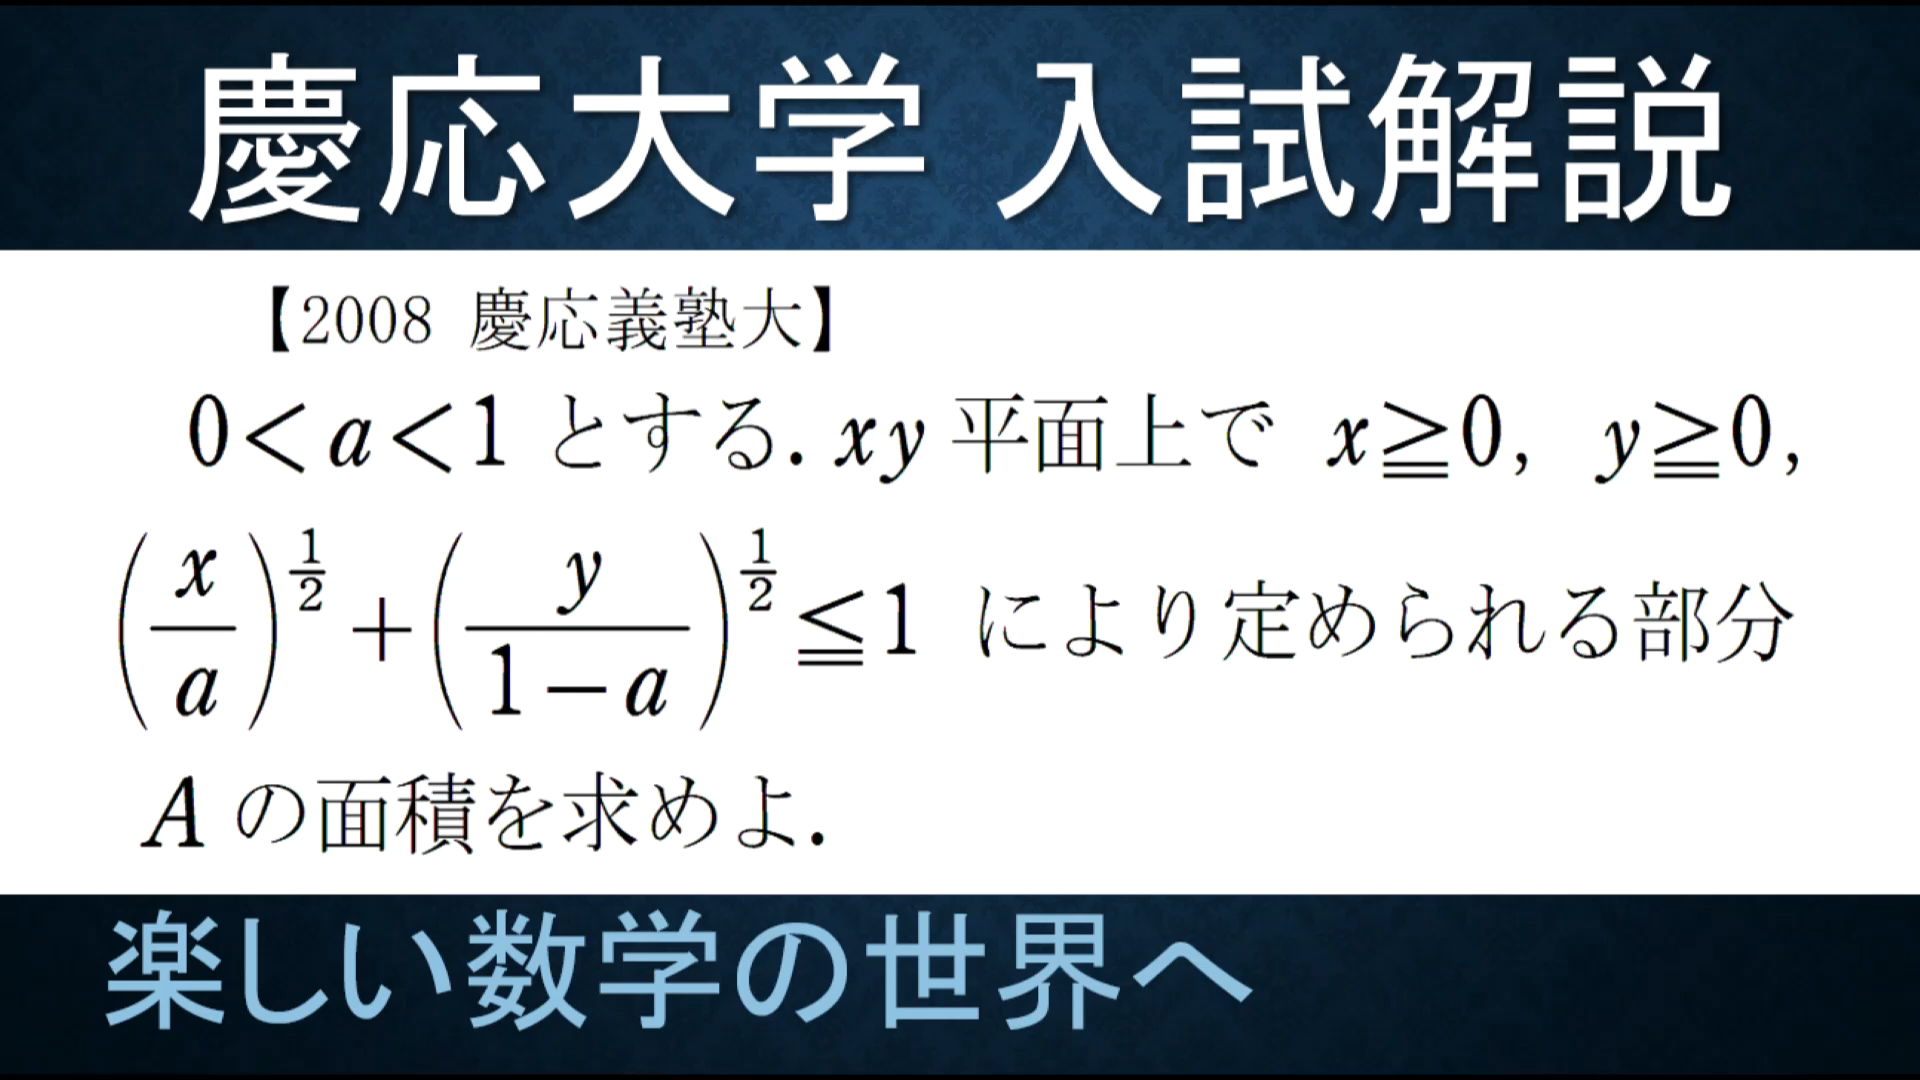 慶応大学 入試解説
【2008 慶応義塾大】
0<a<1 とする. xy 平面上で x≧0, y≧0,
(x/a)^{1/2}+(y/(1-a))^{1/2}≦1 により定められる部分
A の面積を求めよ.
楽しい数学の世界へ